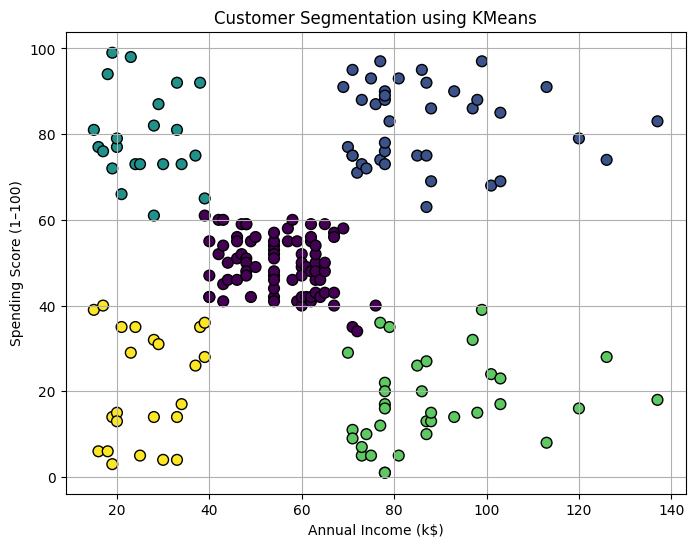 Customer Segmentation using KMeans
100
80
60
40
20
0
Spending Score (1–100)
20 40 60 80 100 120 140
Annual Income (k$)